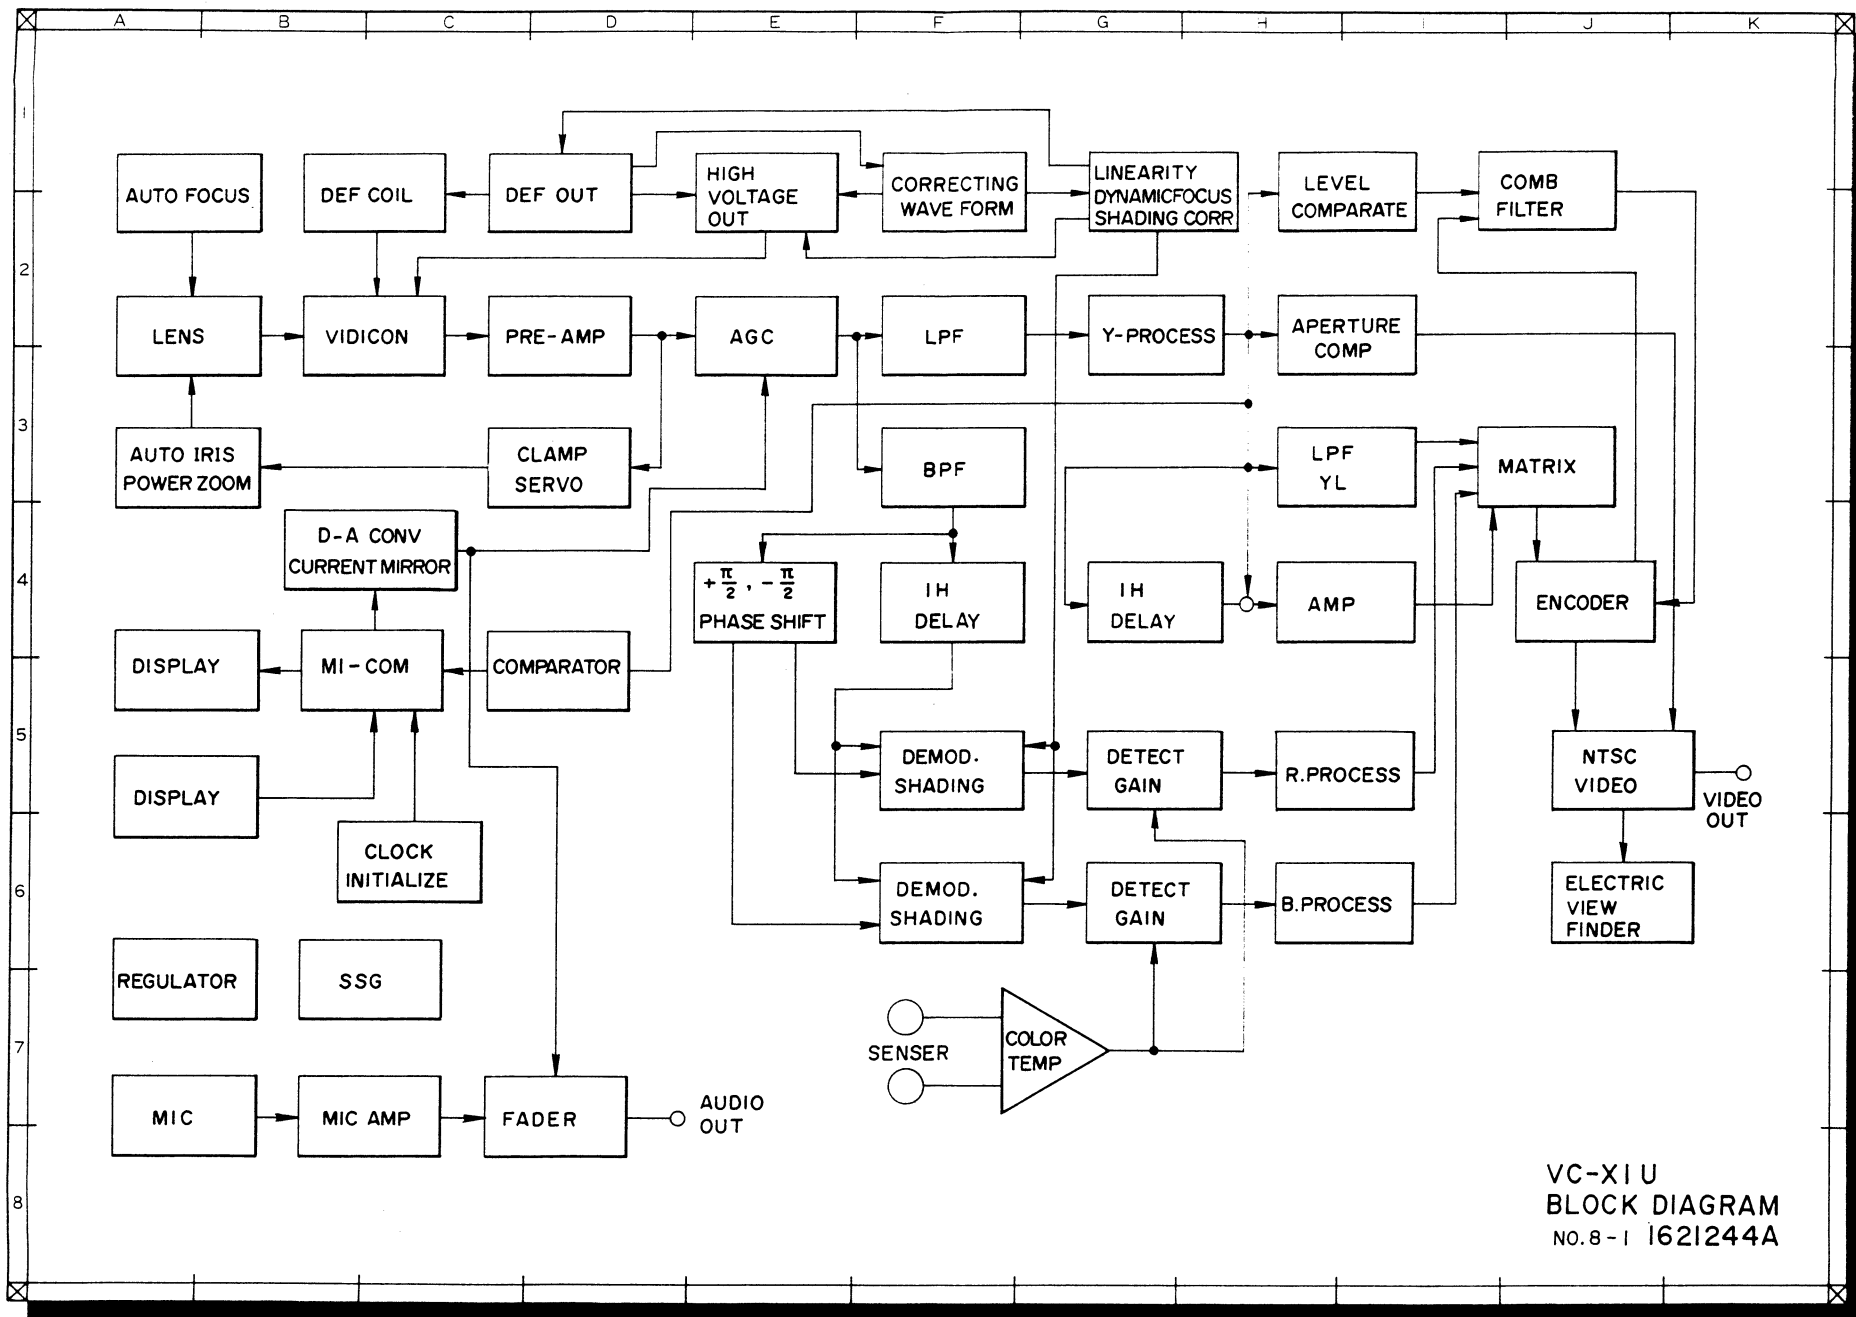 A B C D E F G H I J K
1
2
3
4
5
6
7
8
AUTO FOCUS
DEF COIL
DEF OUT
HIGH
VOLTAGE
OUT
CORRECTING
WAVE FORM
LINEARITY
DYNAMICFOCUS
SHADING CORR
LEVEL
COMPARATE
COMB
FILTER
LENS
VIDICON
PRE-AMP
AGC
LPF
Y-PROCESS
APERTURE
COMP
AUTO IRIS
POWER ZOOM
CLAMP
SERVO
BPF
LPF
YL
MATRIX
D-A CONV
CURRENT MIRROR
+π/2, -π/2
PHASE SHIFT
1H
DELAY
1H
DELAY
AMP
ENCODER
DISPLAY
MI-COM
COMPARATOR
DISPLAY
CLOCK
INITIALIZE
DEMOD.
SHADING
DETECT
GAIN
R.PROCESS
NTSC
VIDEO
VIDEO
OUT
DEMOD.
SHADING
DETECT
GAIN
B.PROCESS
ELECTRIC
VIEW
FINDER
REGULATOR
SSG
SENSER
COLOR
TEMP
MIC
MIC AMP
FADER
AUDIO
OUT
VC-X1U
BLOCK DIAGRAM
NO.8-1 1621244A